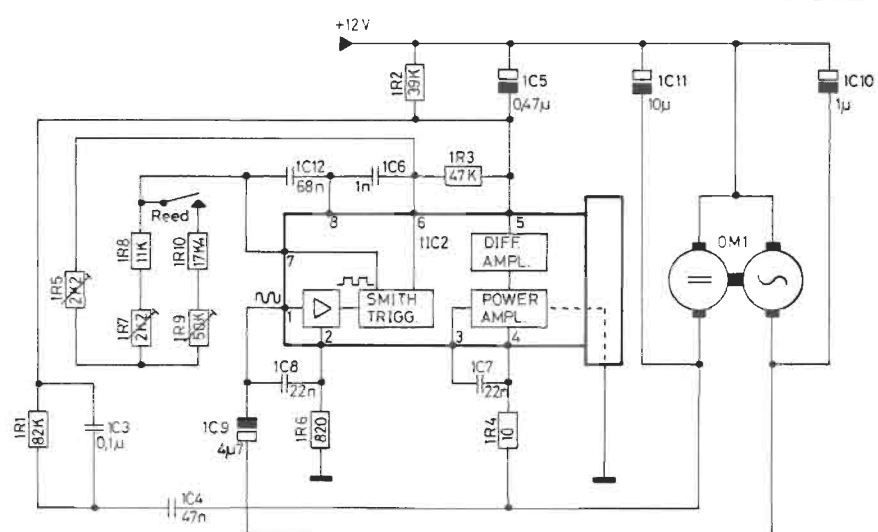 +12V
1R2
39K
1C5
0,47µ
1C11
10µ
1C10
1µ
1C12
68n
1C6
1n
1R3
47K
Reed
8
6
5
1IC2
1R8
11K
1R10
17K4
7
DIFF.
AMPL.
OM1
1R5
2M2
1R7
2K2
1R9
50K
1
SMITH
TRIGG.
POWER
AMPL.
2
3
4
1C8
22n
1C7
22n
1R1
82K
1C3
0,1µ
1C9
4µ7
1R6
820
1R4
10
1C4
47n